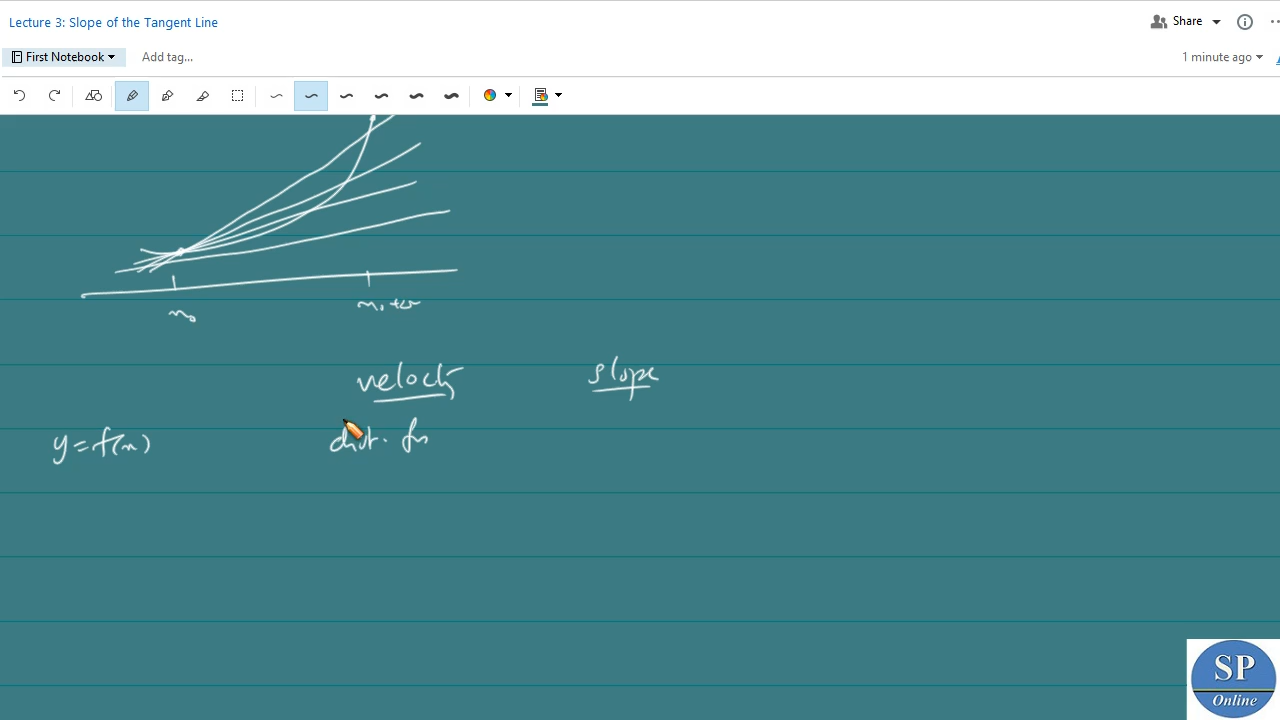 Lecture 3: Slope of the Tangent Line
Share
First Notebook
Add tag...
1 minute ago
x₀
velocity
slope
y=f(x)
dist. fn
SP
Online